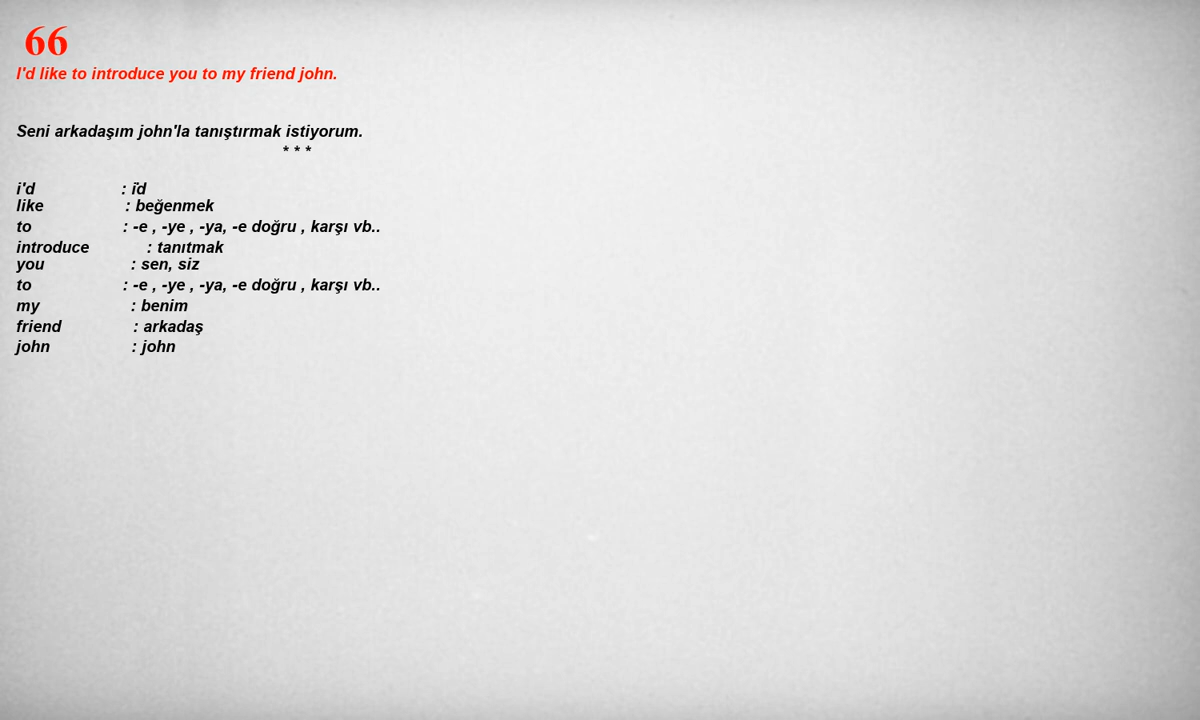 66
I'd like to introduce you to my friend john.
Seni arkadaşım john'la tanıştırmak istiyorum.
* * *
i'd : i'd
like : beğenmek
to : -e , -ye , -ya, -e doğru , karşı vb..
introduce : tanıtmak
you : sen, siz
to : -e , -ye , -ya, -e doğru , karşı vb..
my : benim
friend : arkadaş
john : john